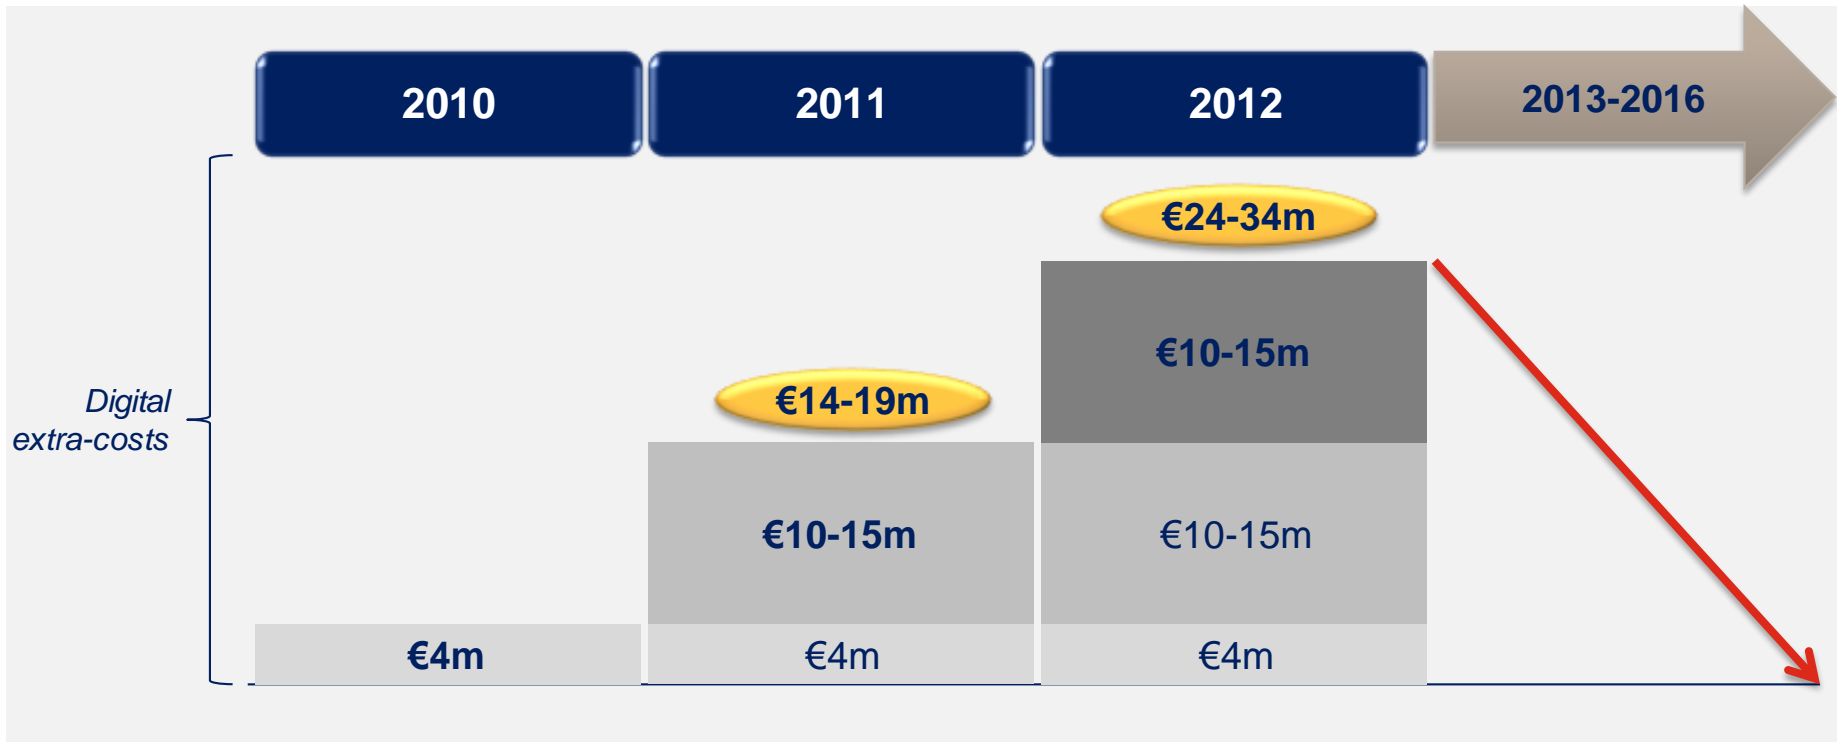 2010
2011
2012
2013-2016
€24-34m
€10-15m
€14-19m
Digital
extra-costs
€10-15m
€10-15m
€4m
€4m
€4m